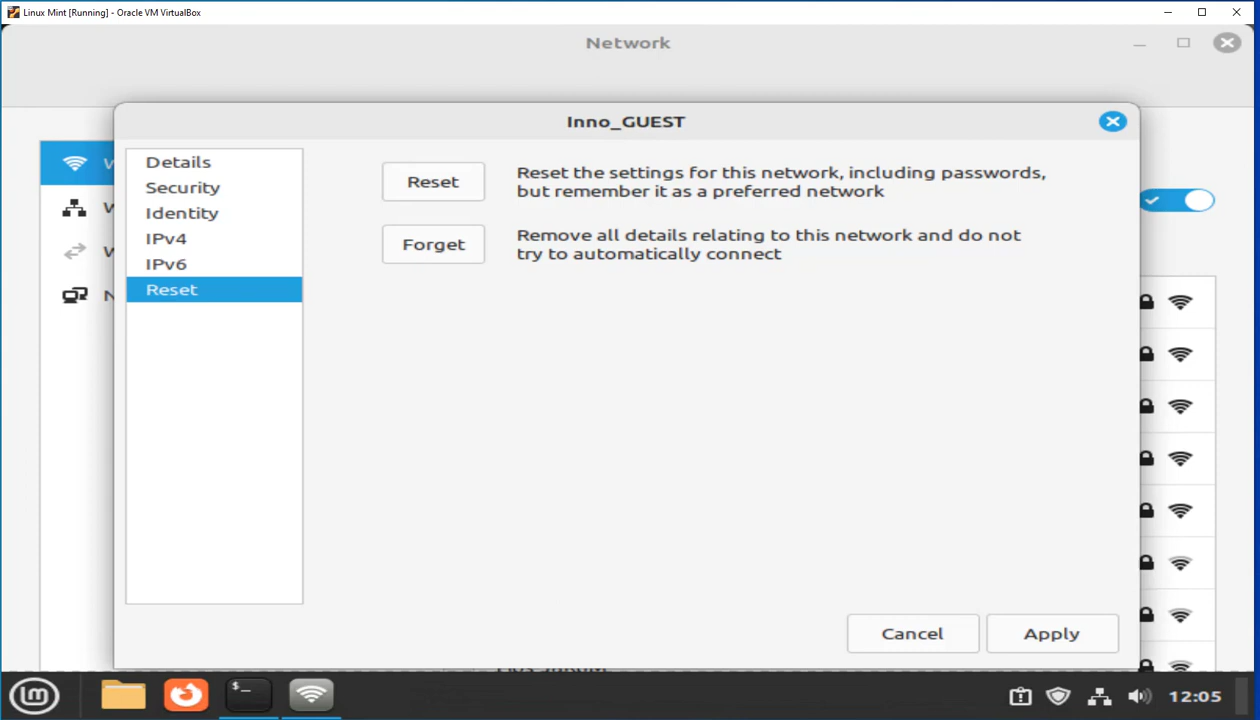 Linux Mint [Running] - Oracle VM VirtualBox
Network
Inno_GUEST
Details
Security
Identity
IPv4
IPv6
Reset
Reset
Reset the settings for this network, including passwords,
but remember it as a preferred network
Forget
Remove all details relating to this network and do not
try to automatically connect
Cancel
Apply
12:05